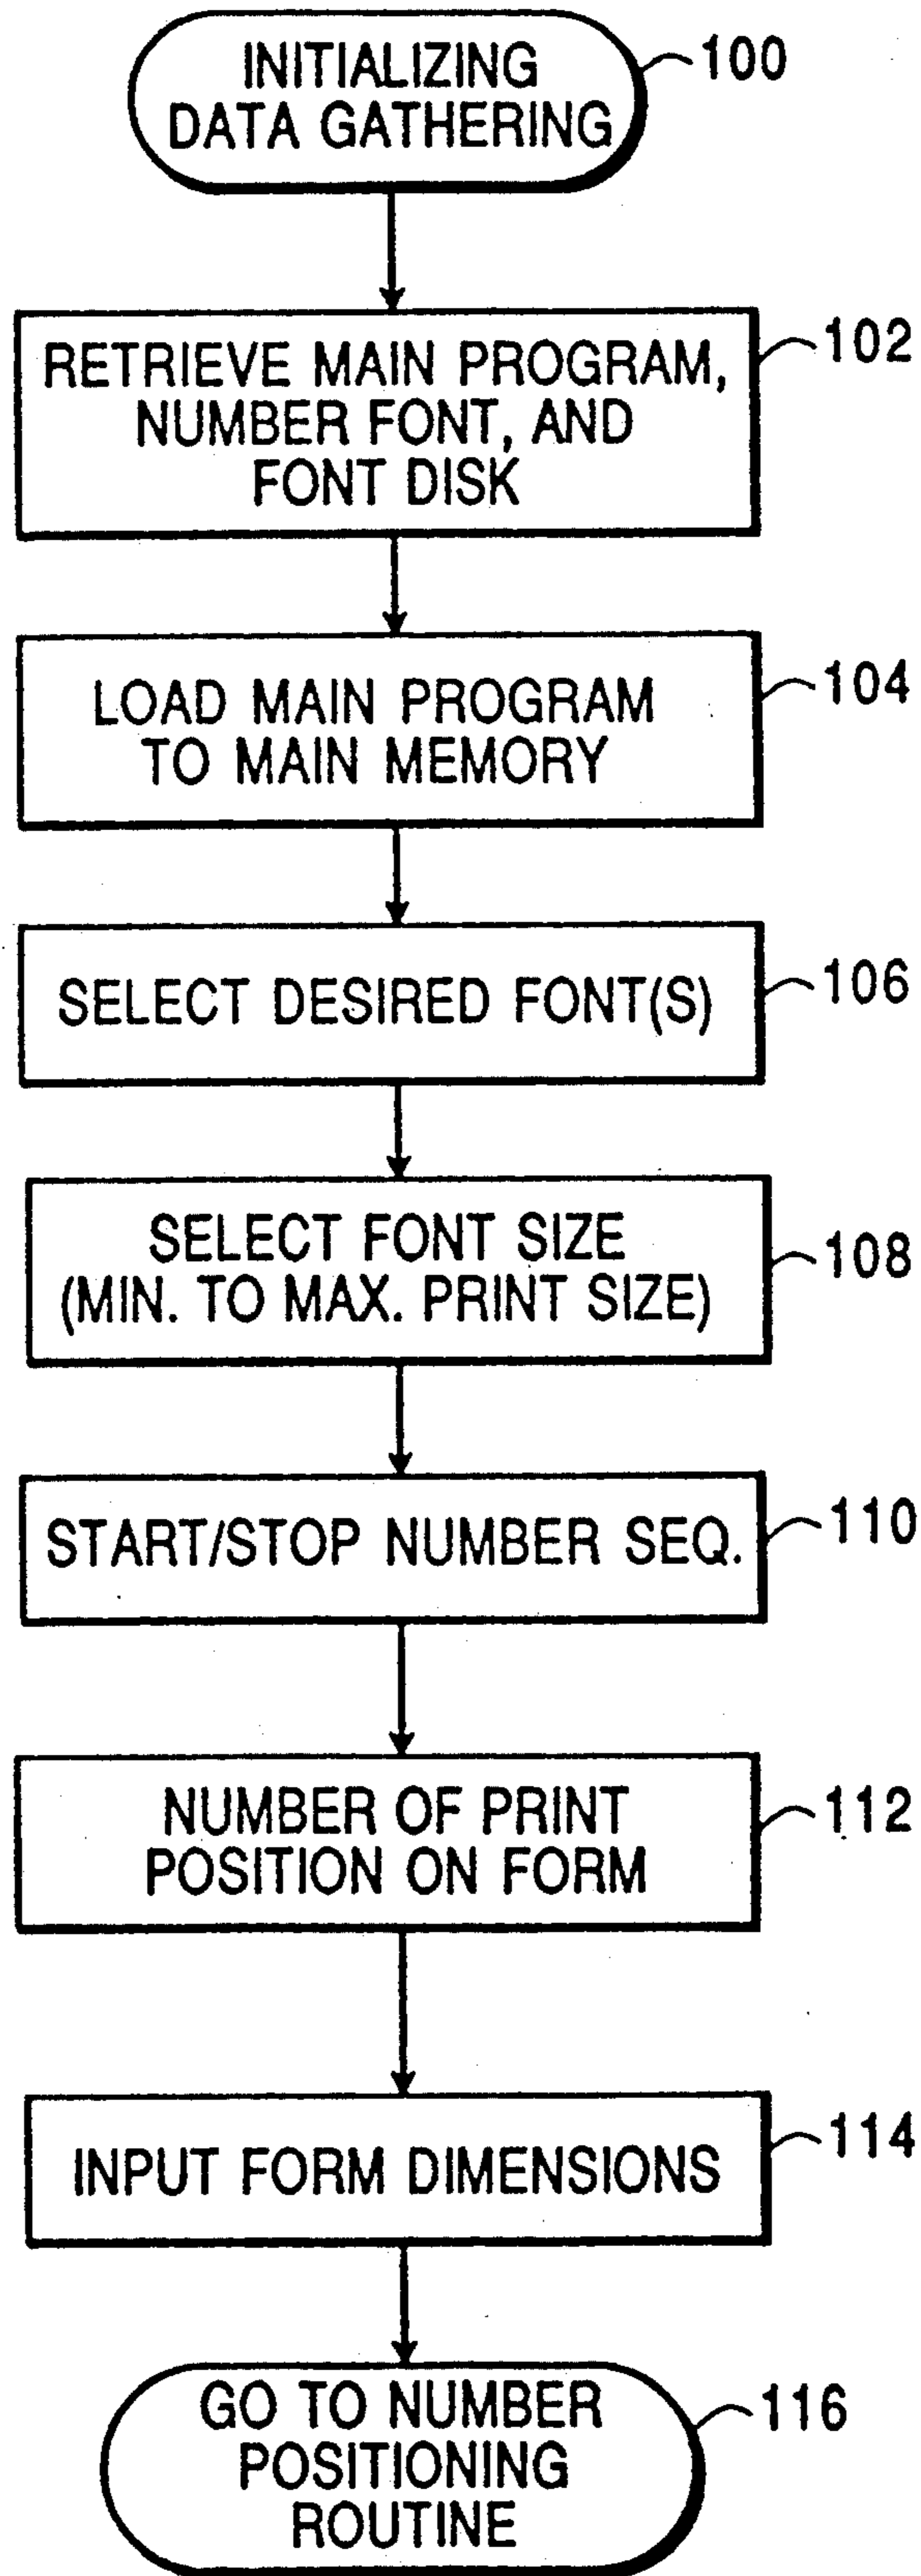 INITIALIZING
DATA GATHERING
100
RETRIEVE MAIN PROGRAM,
NUMBER FONT, AND
FONT DISK
102
LOAD MAIN PROGRAM
TO MAIN MEMORY
104
SELECT DESIRED FONT(S)
106
SELECT FONT SIZE
(MIN. TO MAX. PRINT SIZE)
108
START/STOP NUMBER SEQ.
110
NUMBER OF PRINT
POSITION ON FORM
112
INPUT FORM DIMENSIONS
114
GO TO NUMBER
POSITIONING
ROUTINE
116